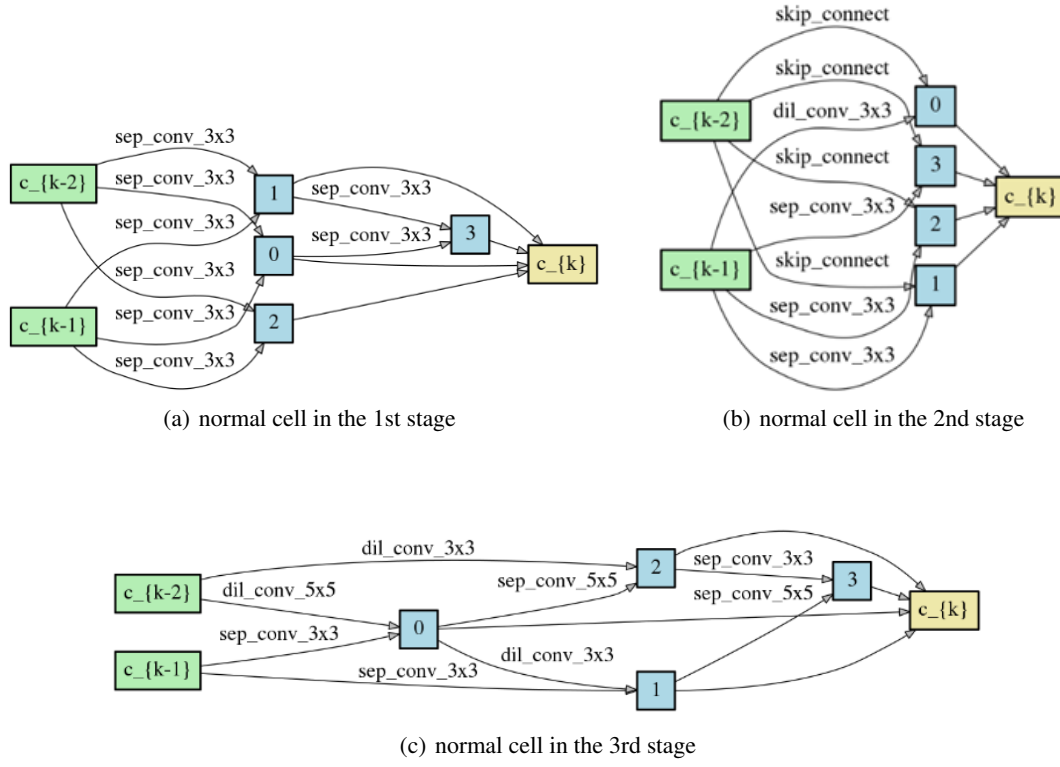 sep_conv_3x3
c_{k-2}
sep_conv_3x3
1
sep_conv_3x3
sep_conv_3x3
0
sep_conv_3x3
3
c_{k}
sep_conv_3x3
c_{k-1}
sep_conv_3x3
2
sep_conv_3x3
(a) normal cell in the 1st stage
skip_connect
skip_connect
0
c_{k-2}
dil_conv_3x3
skip_connect
3
c_{k}
sep_conv_3x3
2
c_{k-1}
skip_connect
1
sep_conv_3x3
sep_conv_3x3
(b) normal cell in the 2nd stage
dil_conv_3x3
2
sep_conv_3x3
3
c_{k-2}
dil_conv_5x5
sep_conv_5x5
sep_conv_5x5
c_{k}
0
sep_conv_3x3
c_{k-1}
dil_conv_3x3
sep_conv_3x3
1
(c) normal cell in the 3rd stage